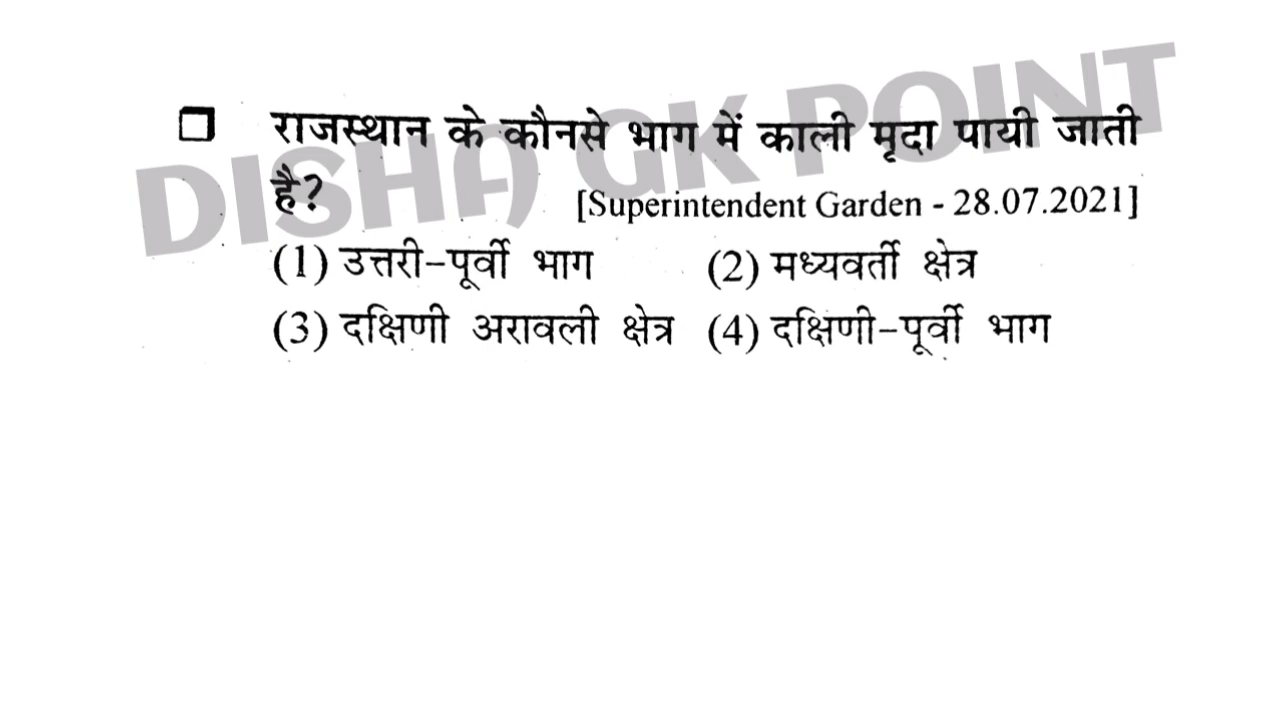 DISHA GK POINT
राजस्थान के कौनसे भाग में काली मृदा पायी जाती
है? [Superintendent Garden - 28.07.2021]
(1) उत्तरी-पूर्वी भाग (2) मध्यवर्ती क्षेत्र
(3) दक्षिणी अरावली क्षेत्र (4) दक्षिणी-पूर्वी भाग